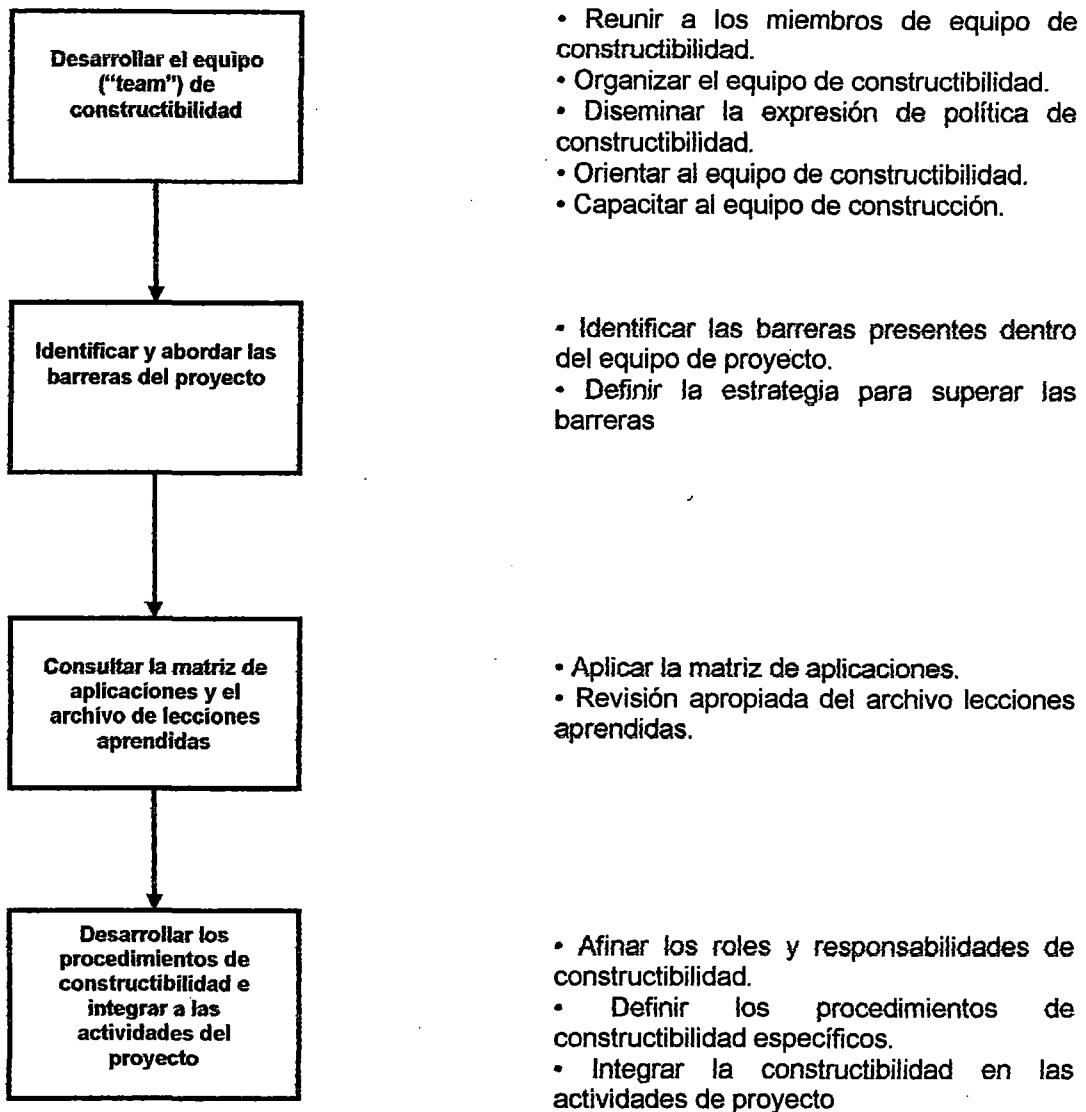 Desarrollar el equipo
("team") de
constructibilidad
• Reunir a los miembros de equipo de
constructibilidad.
• Organizar el equipo de constructibilidad.
• Diseminar la expresión de política de
constructibilidad.
• Orientar al equipo de constructibilidad.
• Capacitar al equipo de construcción.
Identificar y abordar las
barreras del proyecto
• Identificar las barreras presentes dentro
del equipo de proyecto.
• Definir la estrategia para superar las
barreras
Consultar la matriz de
aplicaciones y el
archivo de lecciones
aprendidas
• Aplicar la matriz de aplicaciones.
• Revisión apropiada del archivo lecciones
aprendidas.
Desarrollar los
procedimientos de
constructibilidad e
integrar a las
actividades del
proyecto
• Afinar los roles y responsabilidades de
constructibilidad.
• Definir los procedimientos de
constructibilidad específicos.
• Integrar la constructibilidad en las
actividades de proyecto